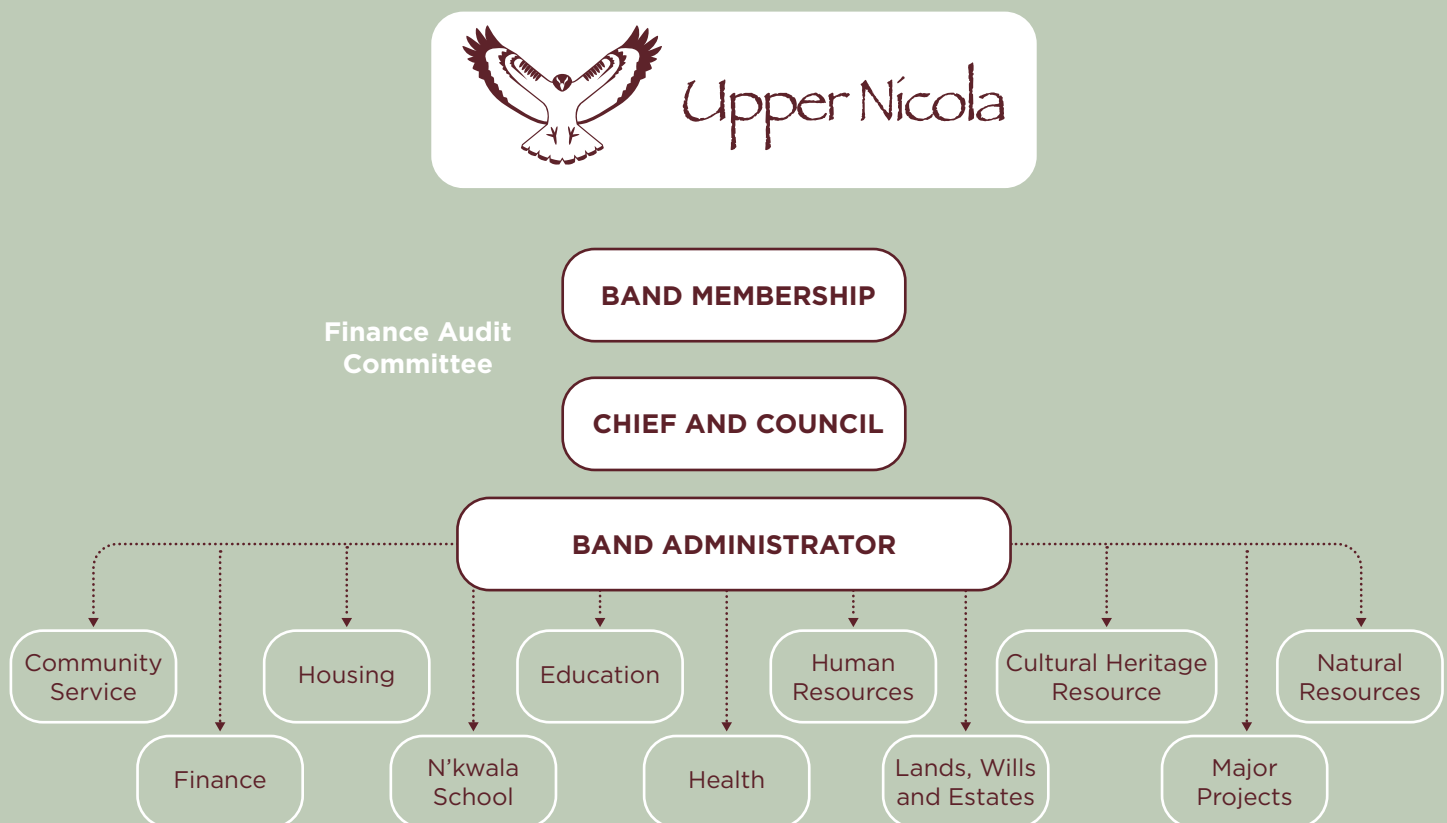 Upper Nicola
BAND MEMBERSHIP
Finance Audit
Committee
CHIEF AND COUNCIL
BAND ADMINISTRATOR
Community
Service
Housing
Education
Human
Resources
Cultural Heritage
Resource
Natural
Resources
Finance
N'kwala
School
Health
Lands, Wills
and Estates
Major
Projects